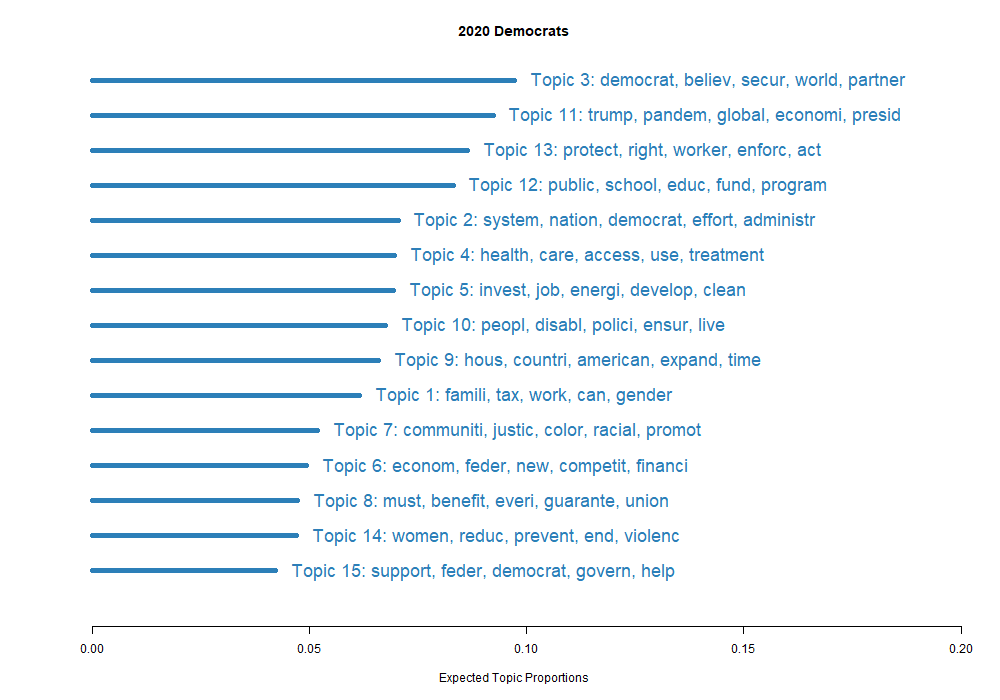 2020 Democrats
Topic 3: democrat, believ, secur, world, partner
Topic 11: trump, pandem, global, economi, presid
Topic 13: protect, right, worker, enforc, act
Topic 12: public, school, educ, fund, program
Topic 2: system, nation, democrat, effort, administr
Topic 4: health, care, access, use, treatment
Topic 5: invest, job, energi, develop, clean
Topic 10: peopl, disabl, polici, ensur, live
Topic 9: hous, countri, american, expand, time
Topic 1: famili, tax, work, can, gender
Topic 7: communiti, justic, color, racial, promot
Topic 6: econom, feder, new, competit, financi
Topic 8: must, benefit, everi, guarante, union
Topic 14: women, reduc, prevent, end, violenc
Topic 15: support, feder, democrat, govern, help
0.00 0.05 0.10 0.15 0.20
Expected Topic Proportions